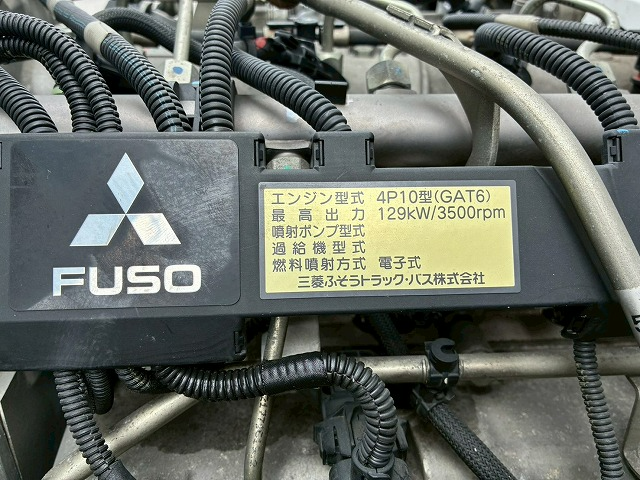 FUSO
エンジン型式 4P10型(GAT6)
最高出力 129kW/3500rpm
噴射ポンプ型式
過給機型式
燃料噴射方式 電子式
三菱ふそうトラック・バス株式会社